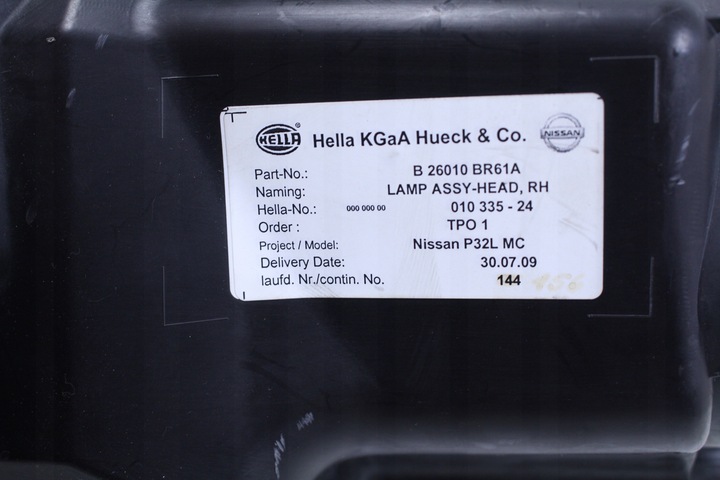 HELLA ® Hella KGaA Hueck & Co. NISSAN
Part-No.: B 26010 BR61A
Naming: LAMP ASSY-HEAD, RH
Hella-No.: 000 000 00 010 335 - 24
Order : TPO 1
Project / Model: Nissan P32L MC
Delivery Date: 30.07.09
laufd. Nr./contin. No. 144